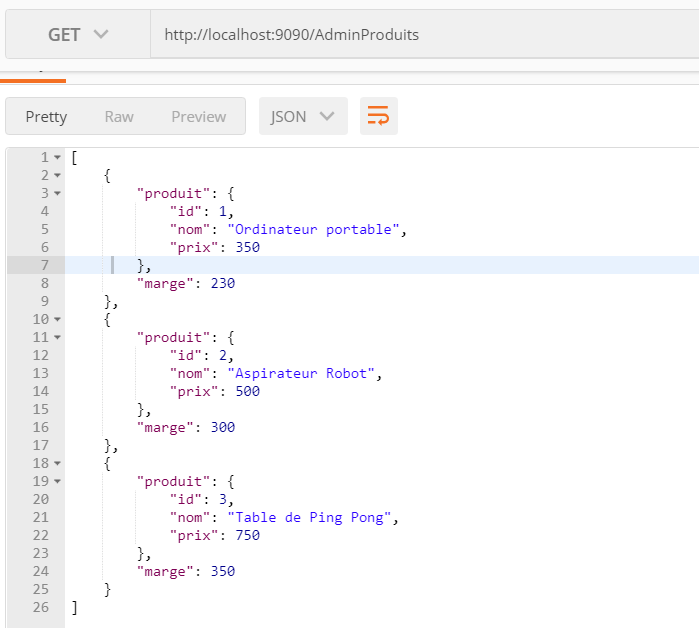 GET http://localhost:9090/AdminProduits
Pretty Raw Preview JSON
1 [
2 {
3 "produit": {
4 "id": 1,
5 "nom": "Ordinateur portable",
6 "prix": 350
7 },
8 "marge": 230
9 },
10 {
11 "produit": {
12 "id": 2,
13 "nom": "Aspirateur Robot",
14 "prix": 500
15 },
16 "marge": 300
17 },
18 {
19 "produit": {
20 "id": 3,
21 "nom": "Table de Ping Pong",
22 "prix": 750
23 },
24 "marge": 350
25 }
26 ]